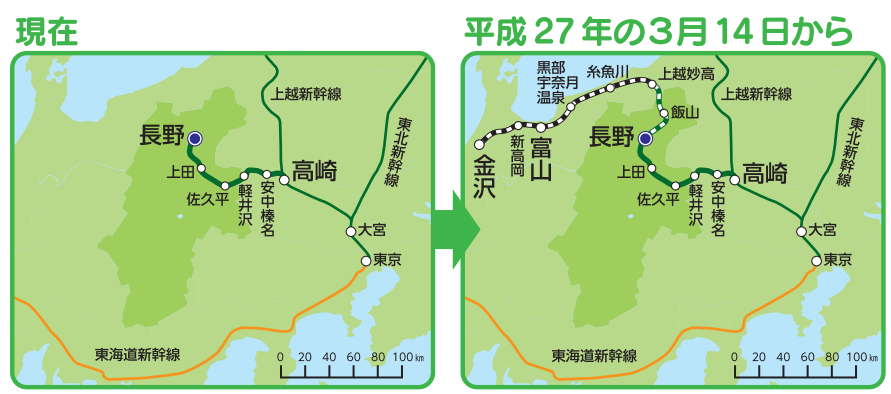 現在
長野
上越新幹線
東北新幹線
上田
佐久平
軽井沢
安中榛名
高崎
大宮
東京
東海道新幹線
0 20 40 60 80 100 km
平成27年の3月14日から
黒部
宇奈月
温泉
糸魚川
上越妙高
飯山
上越新幹線
東北新幹線
金沢
新高岡
富山
長野
上田
佐久平
軽井沢
安中榛名
高崎
大宮
東京
東海道新幹線
0 20 40 60 80 100 km